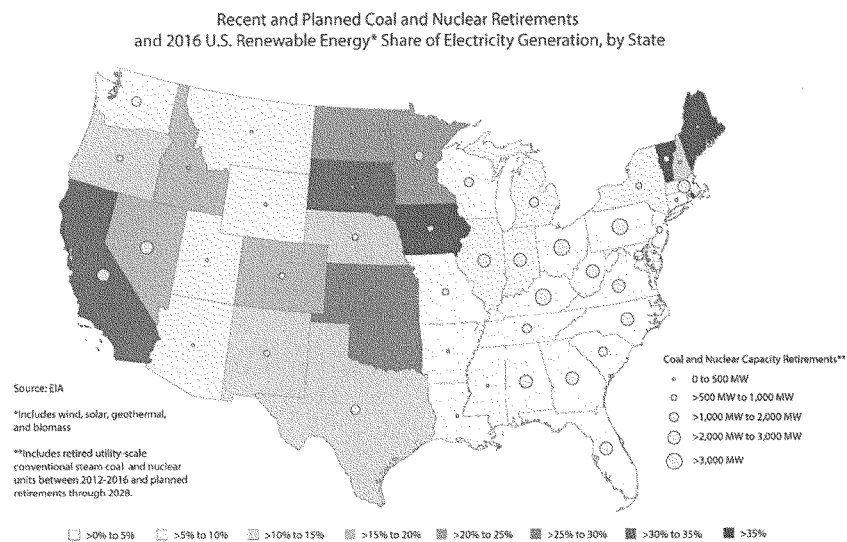 Recent and Planned Coal and Nuclear Retirements
and 2016 U.S. Renewable Energy* Share of Electricity Generation, by State
Coal and Nuclear Capacity Retirements**
0 to 500 MW
>500 MW to 1,000 MW
>1,000 MW to 2,000 MW
>2,000 MW to 3,000 MW
>3,000 MW
Source: EIA
*Includes wind, solar, geothermal,
and biomass
**Includes retired utility-scale
conventional steam coal and nuclear
units between 2012-2016 and planned
retirements through 2028.
>0% to 5% >5% to 10% >10% to 15% >15% to 20% >20% to 25% >25% to 30% >30% to 35% >35%